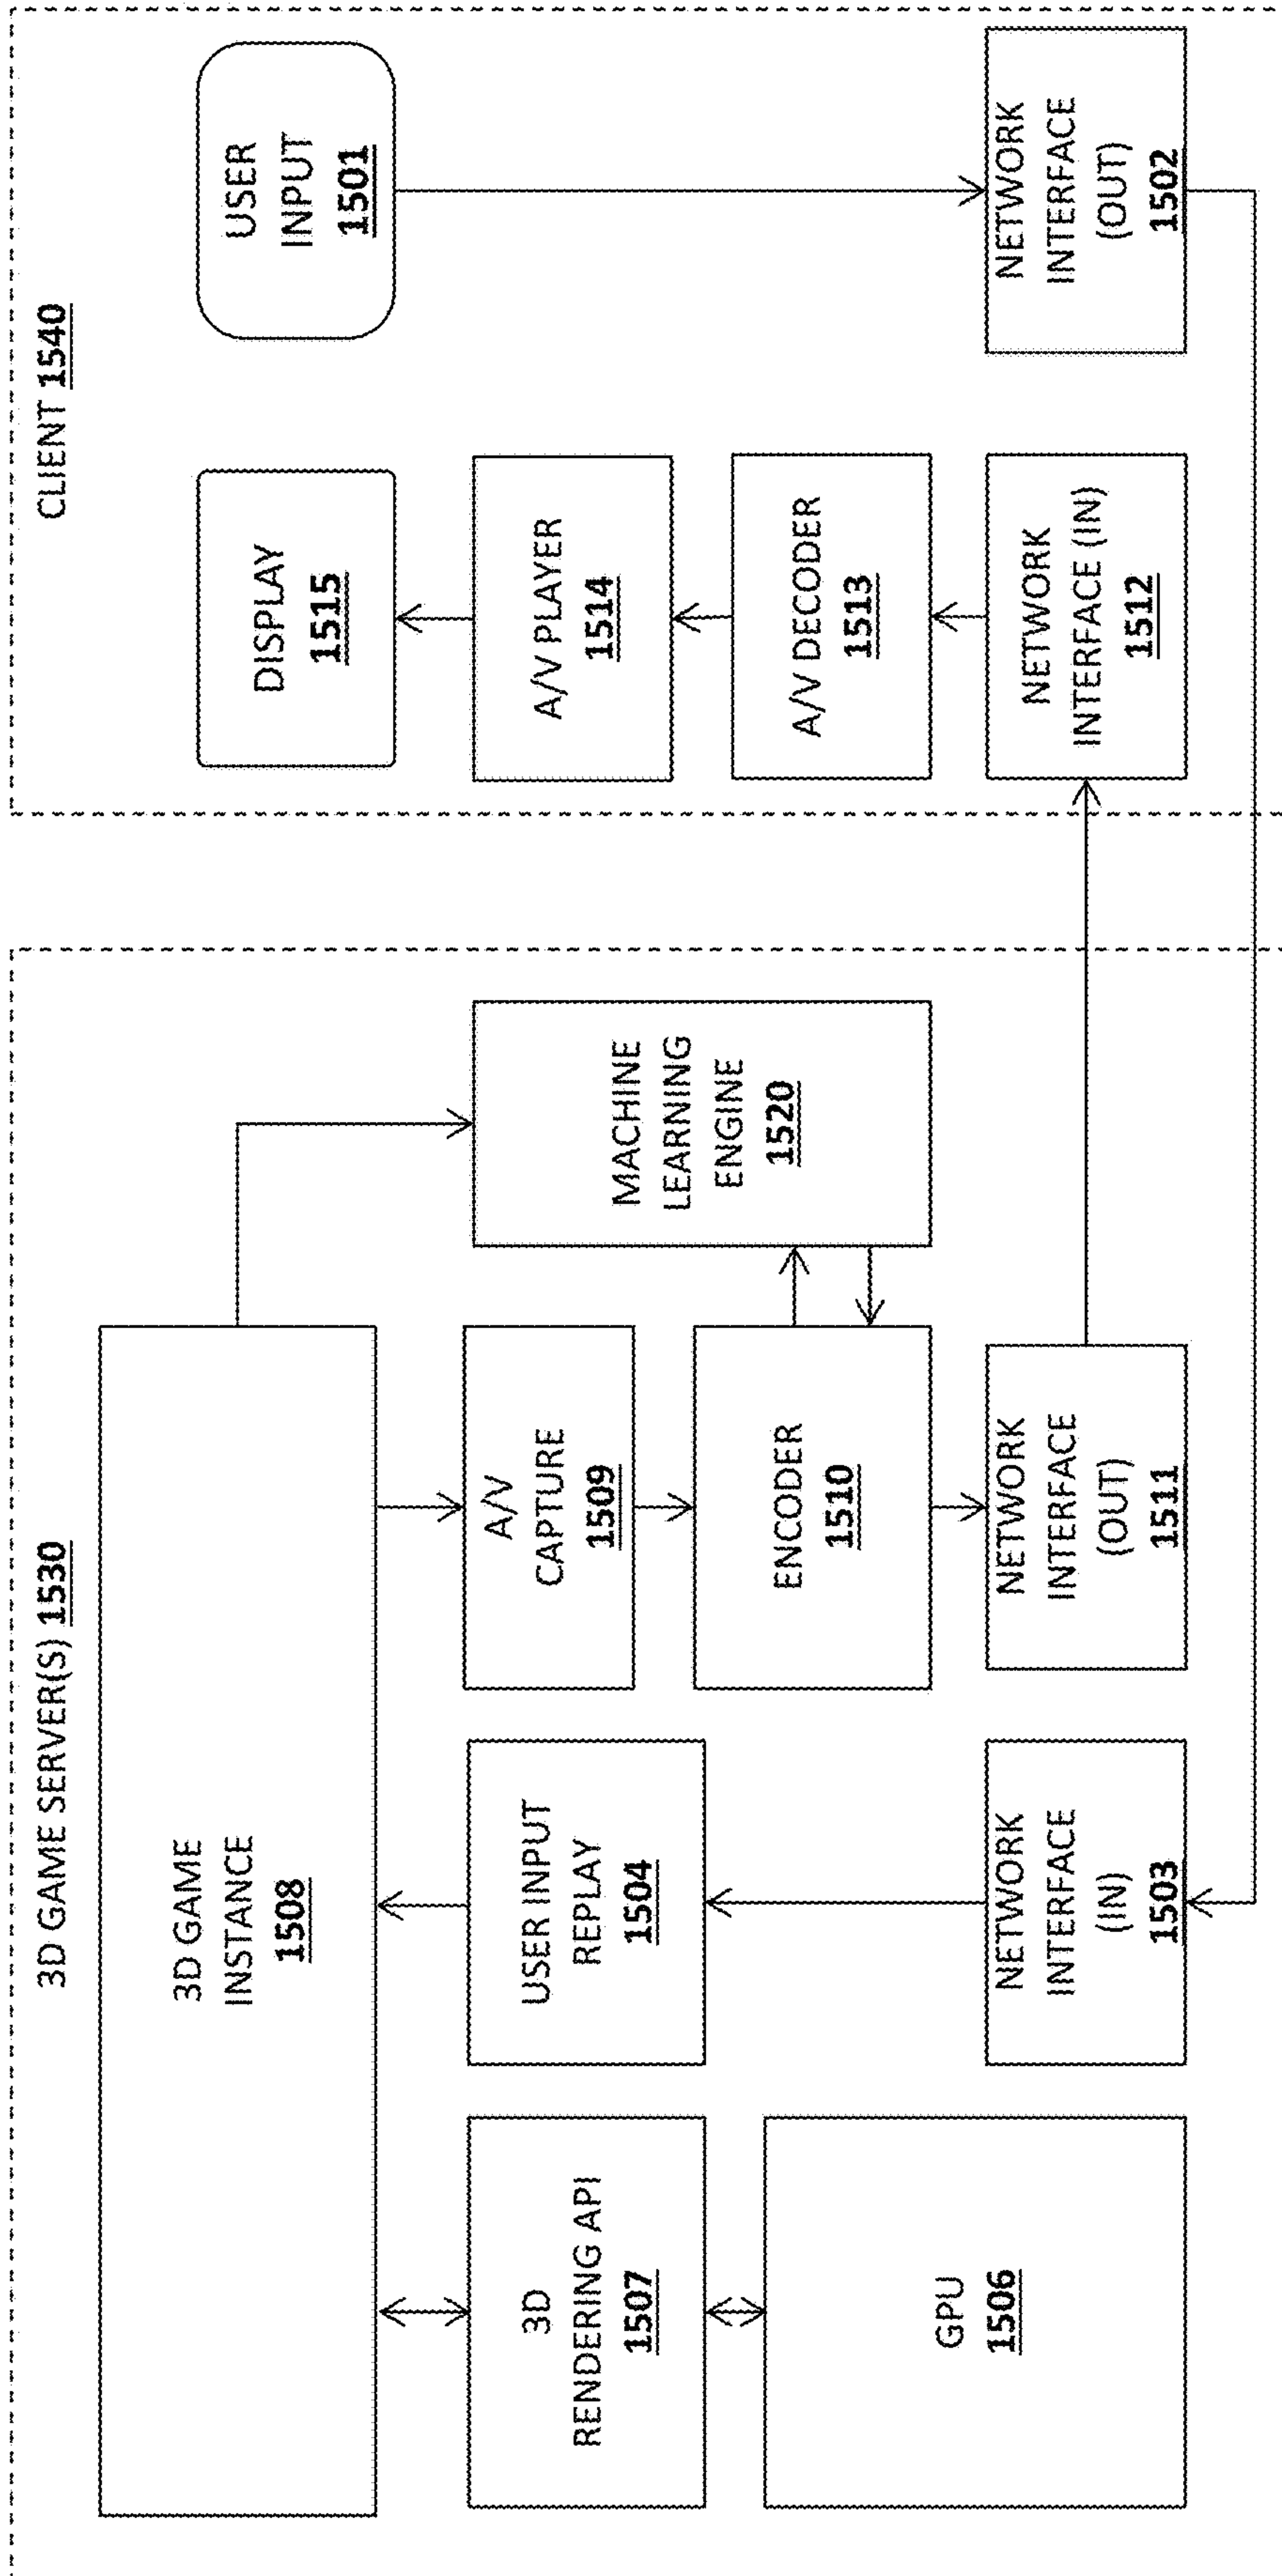 3D GAME SERVER(S) 1530
3D GAME
INSTANCE
1508
3D
RENDERING API
1507
GPU
1506
USER INPUT
REPLAY
1504
NETWORK
INTERFACE
(IN)
1503
A/V
CAPTURE
1509
ENCODER
1510
NETWORK
INTERFACE
(OUT)
1511
MACHINE
LEARNING
ENGINE
1520
CLIENT 1540
DISPLAY
1515
A/V PLAYER
1514
A/V DECODER
1513
NETWORK
INTERFACE (IN)
1512
USER
INPUT
1501
NETWORK
INTERFACE
(OUT)
1502